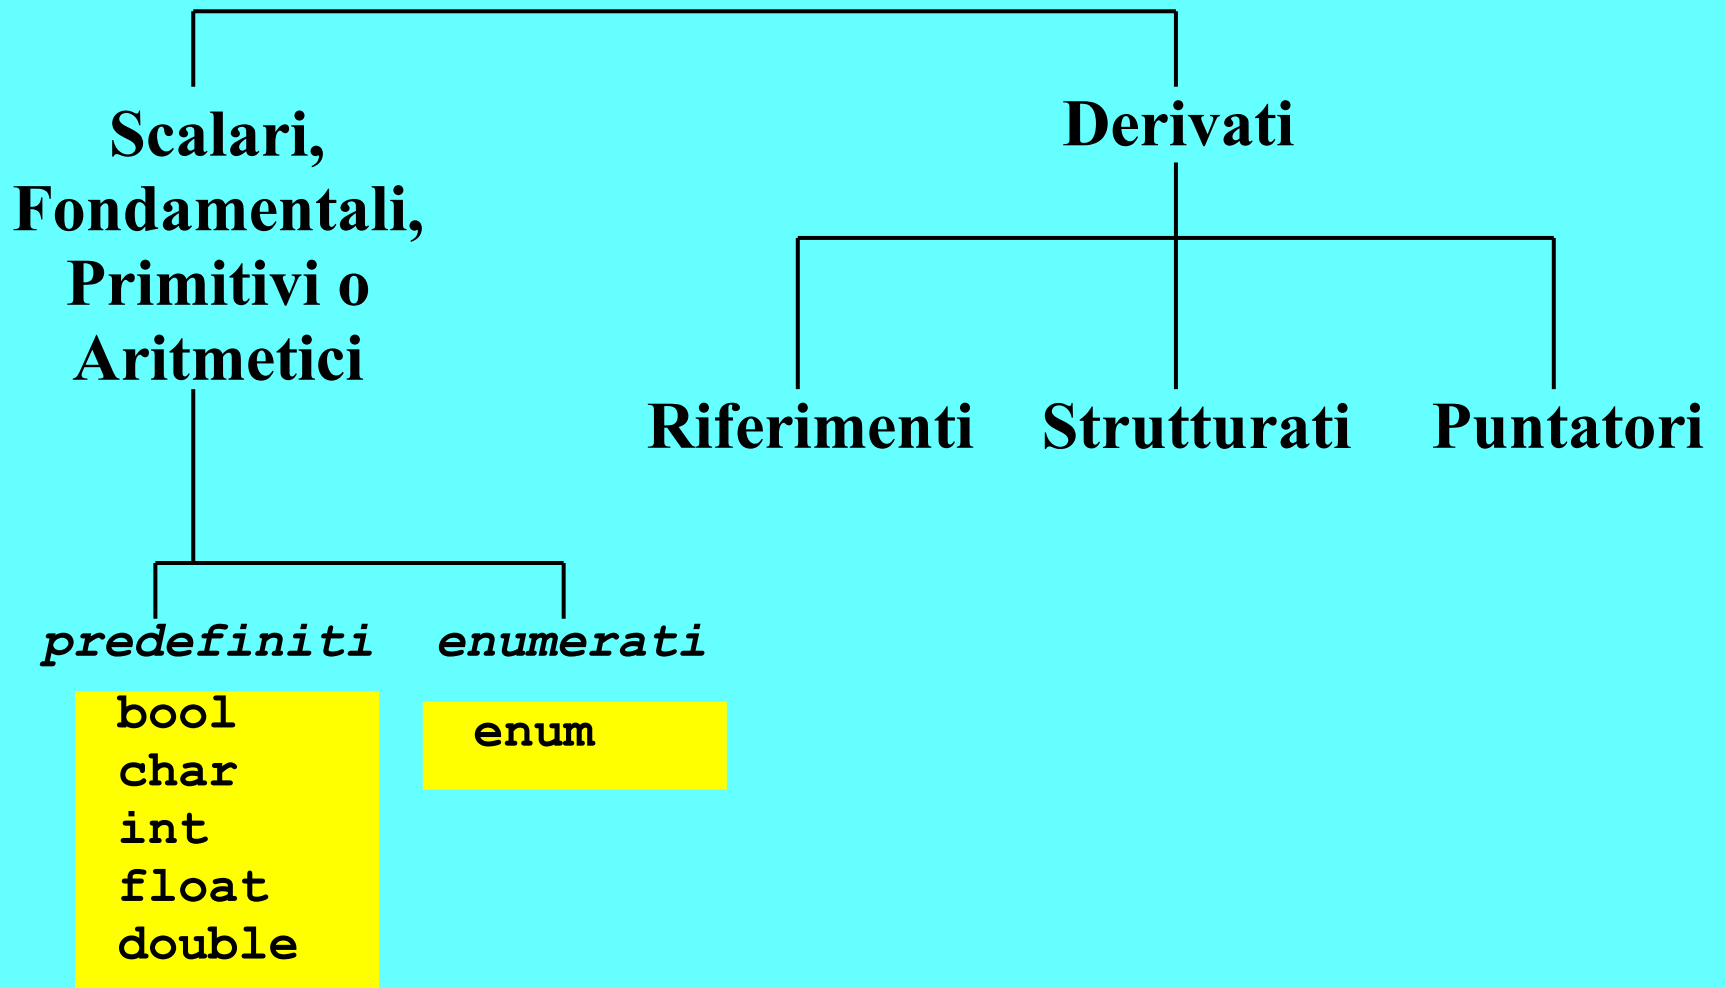 Scalari,
Fondamentali,
Primitivi o
Aritmetici
Derivati
Riferimenti
Strutturati
Puntatori
predefiniti
enumerati
bool
char
int
float
double
enum